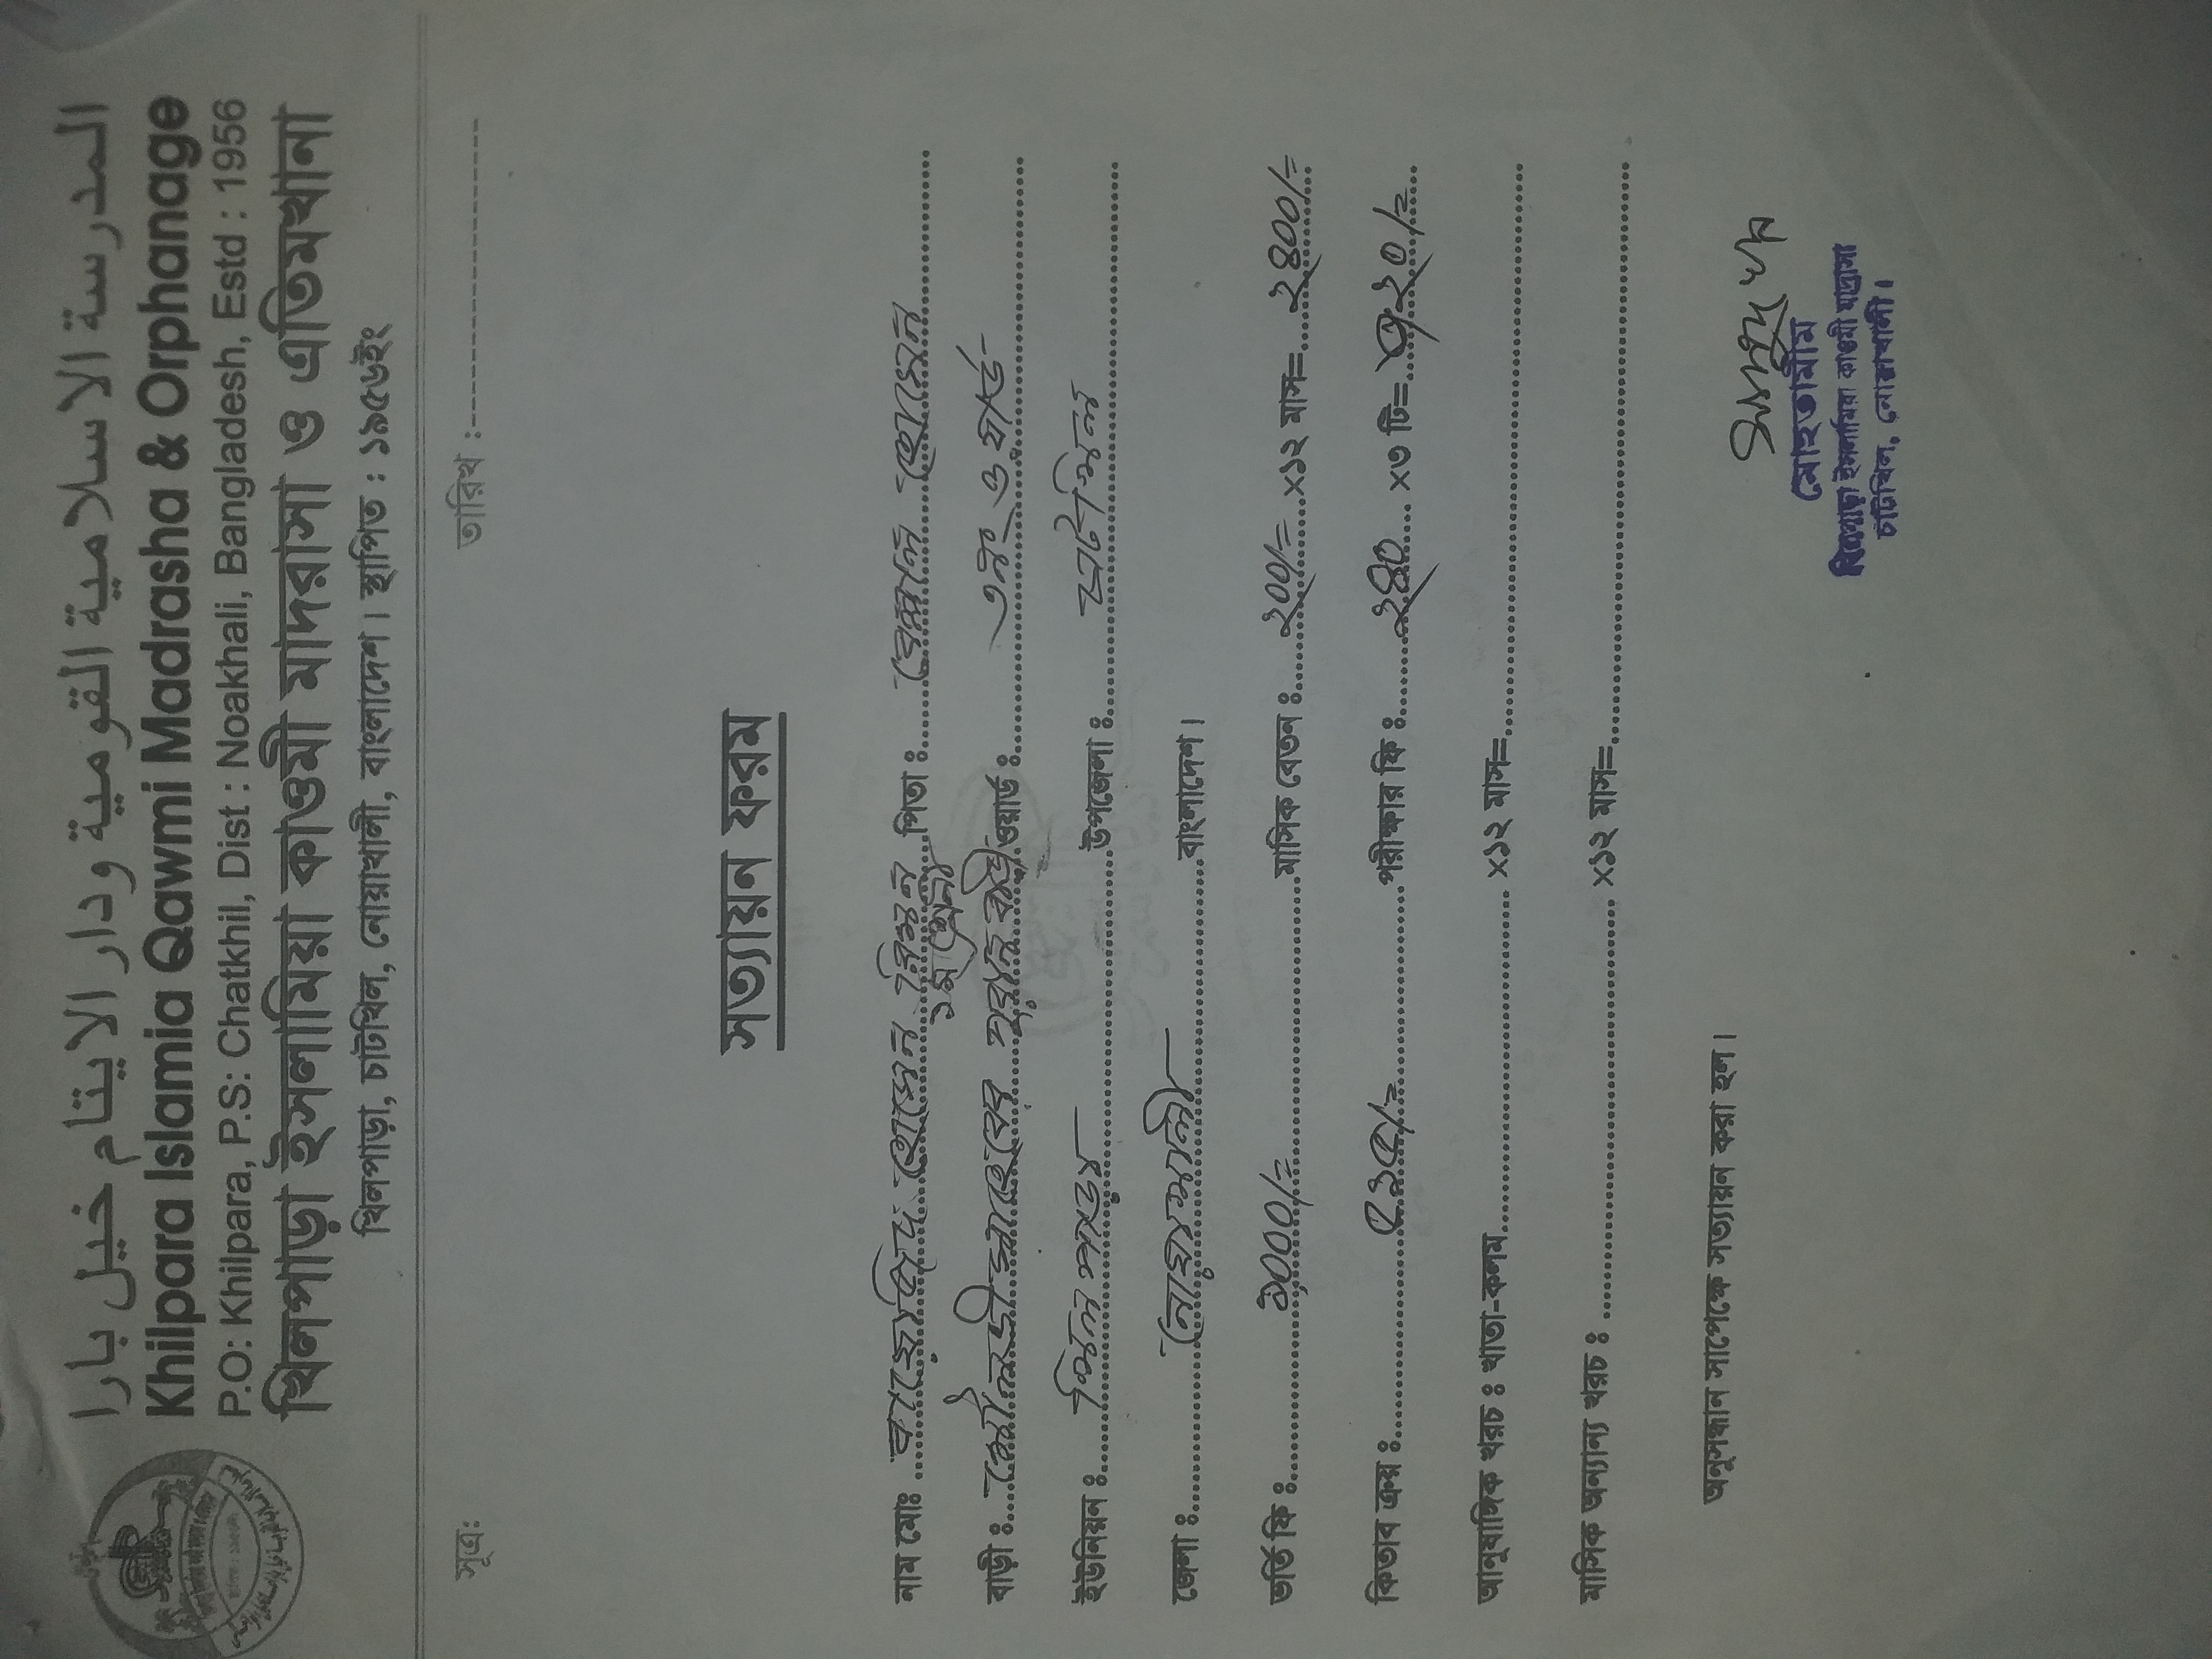 المدرسة الاسلامية القومية ودار الايتام خيل بارا
Khilpara Islamia Qawmi Madrasha & Orphanage
P.O: Khilpara, P.S: Chatkhil, Dist : Noakhali, Bangladesh, Estd : 1956
খিলপাড়া ইসলামিয়া কাওমী মাদরাসা ও এতিমখানা
খিলপাড়া, চাটখিল, নোয়াখালী, বাংলাদেশ। স্থাপিত : ১৯৫৬ইং
সূত্র: তারিখ :-------------------
সত্যায়ন ফরম
নাম মোঃ বায়েজিদ হোসেন রিমন পিতা ঃ বেল্লাল হোসেন
১ম শ্রেনী
বাড়ী ঃ মৌলভী সাহেবের পুরান বাড়ী ওয়ার্ড ঃ ৩নং ওয়ার্ড
ইউনিয়ন ঃ খিলপাড়া উপজেলা ঃ চাটখিল
জেলা ঃ নোয়াখালী বাংলাদেশ।
ভর্তি ফি ঃ ১০০০/= মাসিক বেতন ঃ ২০০/= ×১২ মাস= ২৪০০/=
কিতাব ক্রয় ঃ ৫১৫/= পরীক্ষার ফি ঃ ২৪০ ×৩ টি= ৭২০/=
আনুষাঙ্গিক খরচ ঃ খাতা-কলম ×১২ মাস=
মাসিক অন্যান্য খরচ ঃ ×১২ মাস=
অনুসন্ধান সাপেক্ষে সত্যায়ন করা হল।
মোহতামীম
খিলপাড়া ইসলামিয়া কাওমী মাদ্রাসা
চাটখিল, নোয়াখালী।